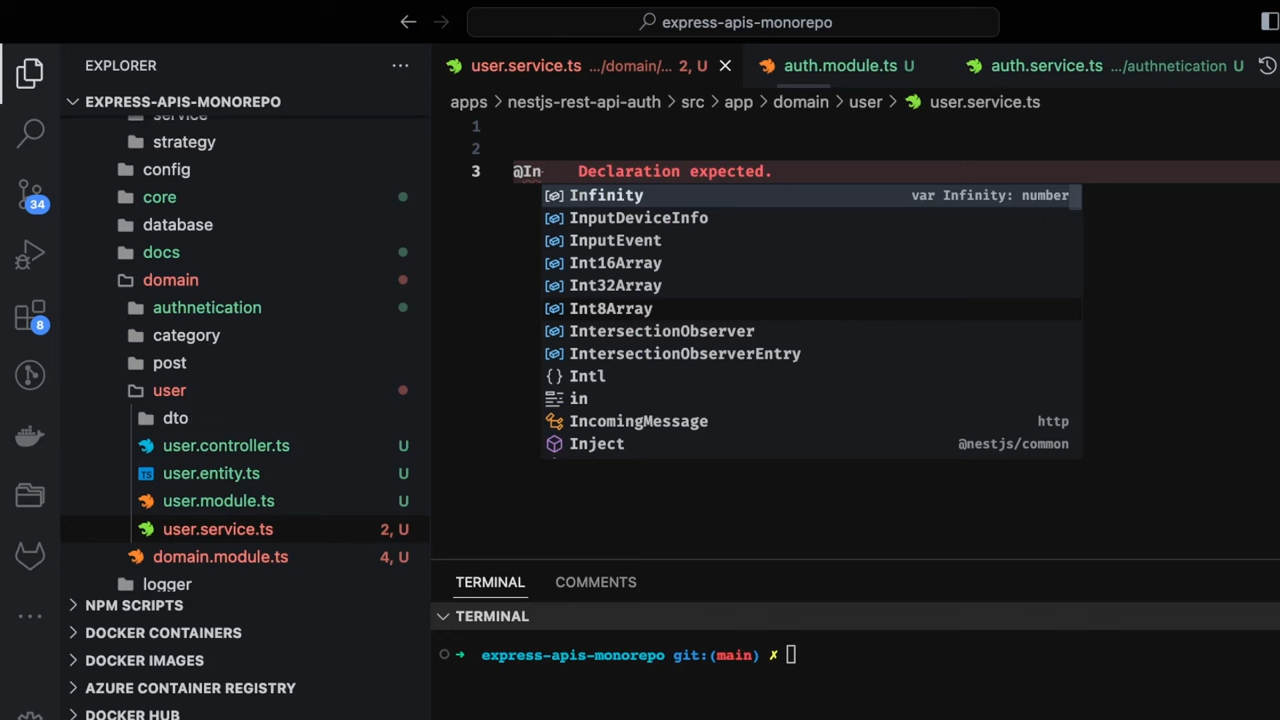 express-apis-monorepo
EXPLORER
user.service.ts .../domain/... 2, U
auth.module.ts U
auth.service.ts .../authnetication U
EXPRESS-APIS-MONOREPO
apps > nestjs-rest-api-auth > src > app > domain > user > user.service.ts
service
strategy
config
core
database
docs
domain
authnetication
category
post
user
dto
user.controller.ts U
user.entity.ts U
user.module.ts U
user.service.ts 2, U
domain.module.ts 4, U
logger
NPM SCRIPTS
DOCKER CONTAINERS
DOCKER IMAGES
AZURE CONTAINER REGISTRY
DOCKER HUB
34
8
TS
1
2
3 @In Declaration expected.
Infinity var Infinity: number
InputDeviceInfo
InputEvent
Int16Array
Int32Array
Int8Array
IntersectionObserver
IntersectionObserverEntry
{} Intl
in
IncomingMessage http
Inject @nestjs/common
TERMINAL COMMENTS
TERMINAL
express-apis-monorepo git:(main) ✗